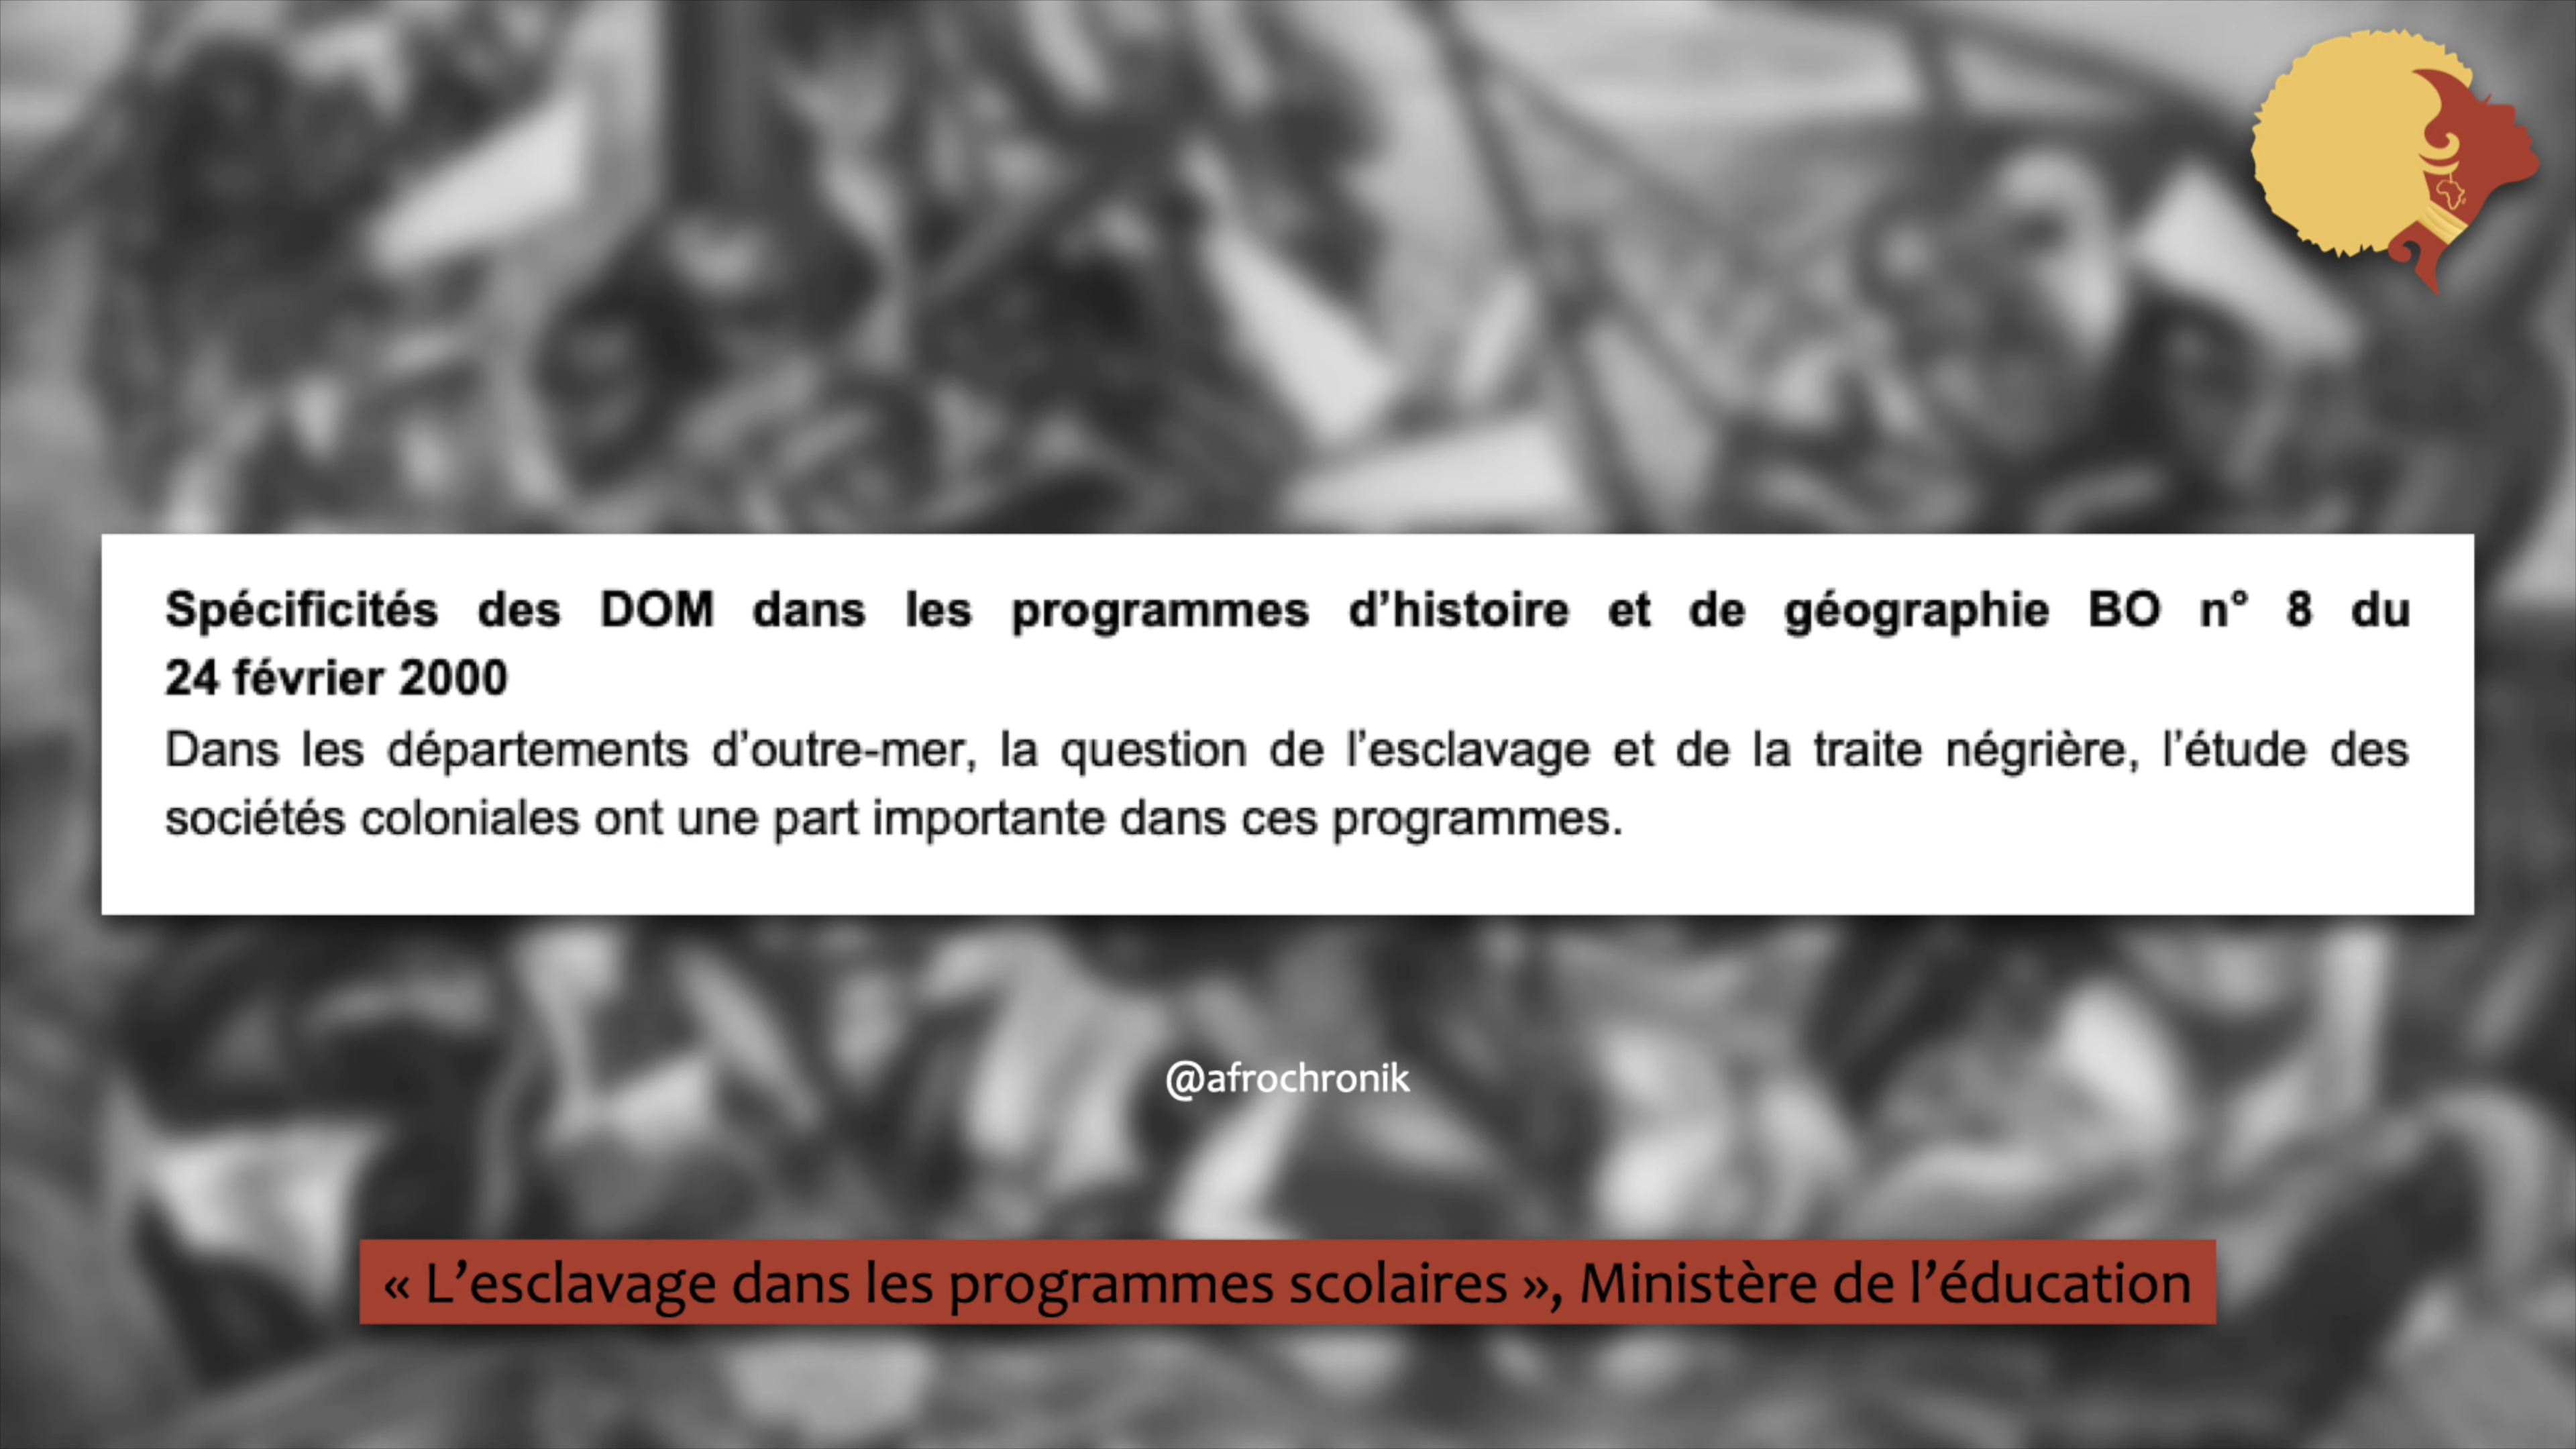 Spécificités des DOM dans les programmes d’histoire et de géographie BO n° 8 du
24 février 2000
Dans les départements d’outre-mer, la question de l’esclavage et de la traite négrière, l’étude des
sociétés coloniales ont une part importante dans ces programmes.
@afrochronik
« L’esclavage dans les programmes scolaires », Ministère de l’éducation